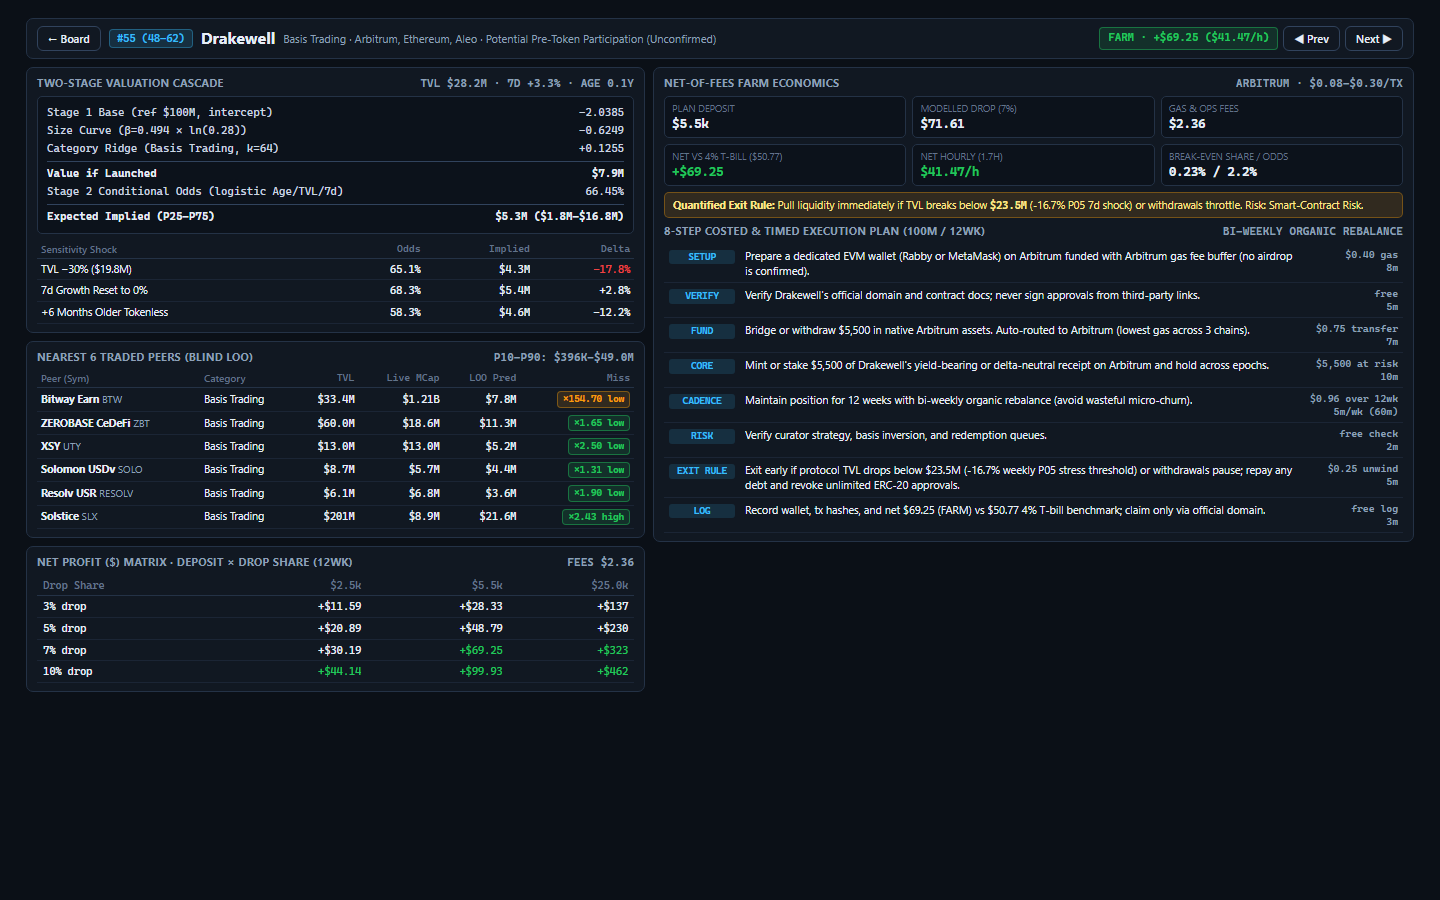 ← Board #55 (48–62) Drakewell Basis Trading · Arbitrum, Ethereum, Aleo · Potential Pre-Token Participation (Unconfirmed) FARM · +$69.25 ($41.47/h) ◀ Prev Next ▶
TWO-STAGE VALUATION CASCADE TVL $28.2M · 7D +3.3% · AGE 0.1Y
Stage 1 Base (ref $100M, intercept) −2.0385
Size Curve (β=0.494 × ln(0.28)) −0.6249
Category Ridge (Basis Trading, k=64) +0.1255
Value if Launched $7.9M
Stage 2 Conditional Odds (logistic Age/TVL/7d) 66.45%
Expected Implied (P25–P75) $5.3M ($1.8M–$16.8M)
Sensitivity Shock Odds Implied Delta
TVL −30% ($19.8M) 65.1% $4.3M −17.8%
7d Growth Reset to 0% 68.3% $5.4M +2.8%
+6 Months Older Tokenless 58.3% $4.6M −12.2%
NEAREST 6 TRADED PEERS (BLIND LOO) P10–P90: $396K–$49.0M
Peer (Sym) Category TVL Live MCap LOO Pred Miss
Bitway Earn BTW Basis Trading $33.4M $1.21B $7.8M ×154.70 low
ZEROBASE CeDeFi ZBT Basis Trading $60.0M $18.6M $11.3M ×1.65 low
XSY UTY Basis Trading $13.0M $13.0M $5.2M ×2.50 low
Solomon USDv SOLO Basis Trading $8.7M $5.7M $4.4M ×1.31 low
Resolv USR RESOLV Basis Trading $6.1M $6.8M $3.6M ×1.90 low
Solstice SLX Basis Trading $201M $8.9M $21.6M ×2.43 high
NET PROFIT ($) MATRIX · DEPOSIT × DROP SHARE (12WK) FEES $2.36
Drop Share $2.5k $5.5k $25.0k
3% drop +$11.59 +$28.33 +$137
5% drop +$20.89 +$48.79 +$230
7% drop +$30.19 +$69.25 +$323
10% drop +$44.14 +$99.93 +$462
NET-OF-FEES FARM ECONOMICS ARBITRUM · $0.08–$0.30/TX
PLAN DEPOSIT MODELLED DROP (7%) GAS & OPS FEES
$5.5k $71.61 $2.36
NET VS 4% T-BILL ($50.77) NET HOURLY (1.7H) BREAK-EVEN SHARE / ODDS
+$69.25 $41.47/h 0.23% / 2.2%
Quantified Exit Rule: Pull liquidity immediately if TVL breaks below $23.5M (-16.7% P05 7d shock) or withdrawals throttle. Risk: Smart-Contract Risk.
8-STEP COSTED & TIMED EXECUTION PLAN (100M / 12WK) BI-WEEKLY ORGANIC REBALANCE
SETUP Prepare a dedicated EVM wallet (Rabby or MetaMask) on Arbitrum funded with Arbitrum gas fee buffer (no airdrop $0.40 gas
is confirmed). 8m
VERIFY Verify Drakewell's official domain and contract docs; never sign approvals from third-party links. free
5m
FUND Bridge or withdraw $5,500 in native Arbitrum assets. Auto-routed to Arbitrum (lowest gas across 3 chains). $0.75 transfer
7m
CORE Mint or stake $5,500 of Drakewell's yield-bearing or delta-neutral receipt on Arbitrum and hold across epochs. $5,500 at risk
10m
CADENCE Maintain position for 12 weeks with bi-weekly organic rebalance (avoid wasteful micro-churn). $0.96 over 12wk
5m/wk (60m)
RISK Verify curator strategy, basis inversion, and redemption queues. free check
2m
EXIT RULE Exit early if protocol TVL drops below $23.5M (-16.7% weekly P05 stress threshold) or withdrawals pause; repay any $0.25 unwind
debt and revoke unlimited ERC-20 approvals. 5m
LOG Record wallet, tx hashes, and net $69.25 (FARM) vs $50.77 4% T-bill benchmark; claim only via official domain. free log
3m